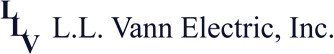 LLV L.L. Vann Electric, Inc.